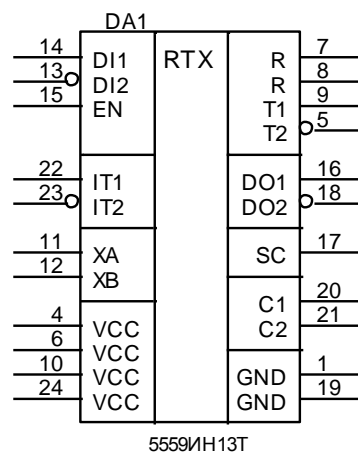 DA1
14 DI1 RTX R 7
13 DI2 R 8
15 EN T1 9
T2 5
22 IT1 DO1 16
23 IT2 DO2 18
11 XA SC 17
12 XB
C1 20
4 VCC C2 21
6 VCC
10 VCC GND 1
24 VCC GND 19
5559ИН13Т